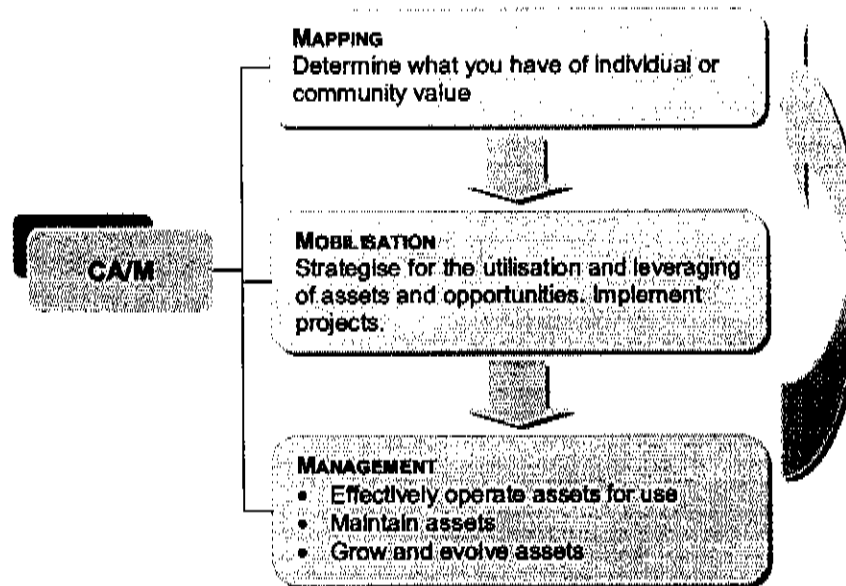 MAPPING
Determine what you have of individual or
community value
CA/M
MOBILISATION
Strategise for the utilisation and leveraging
of assets and opportunities. Implement
projects.
MANAGEMENT
• Effectively operate assets for use
• Maintain assets
• Grow and evolve assets